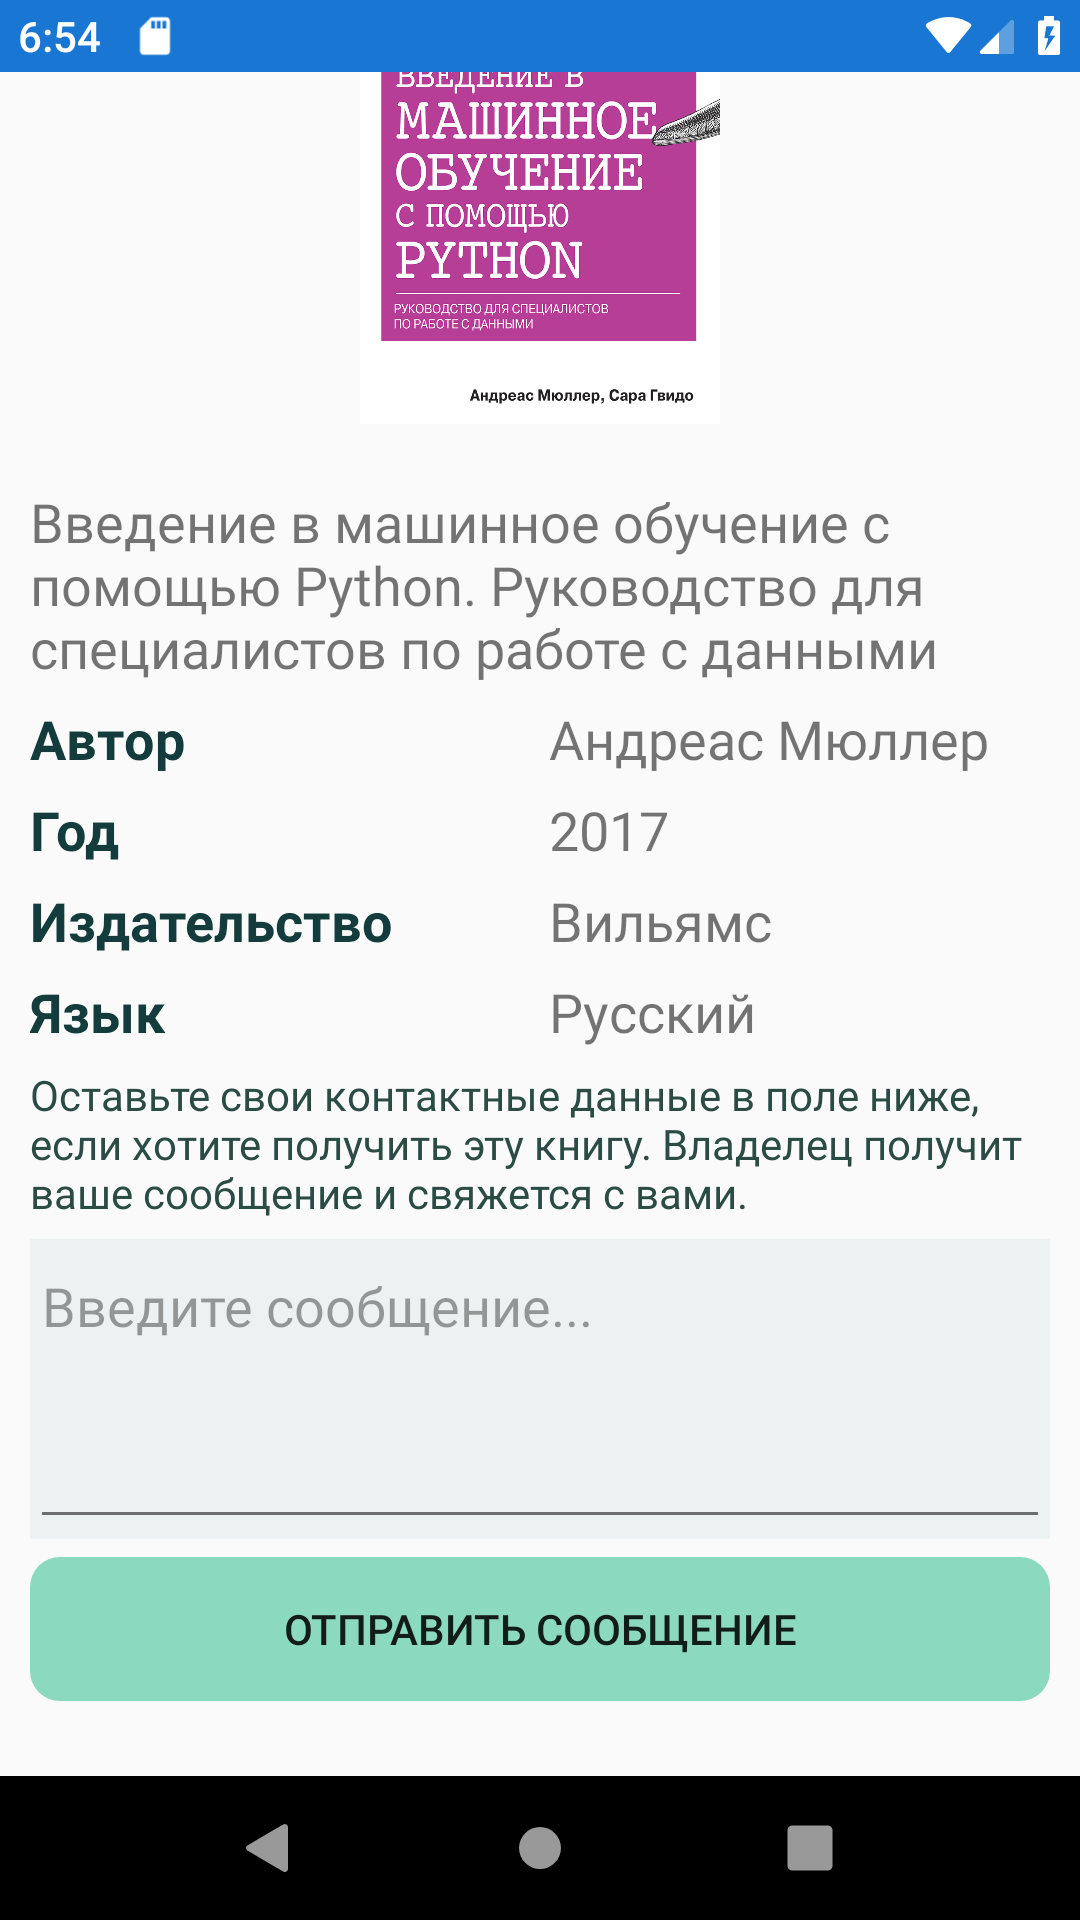 6:54
ВВЕДЕНИЕ В
МАШИННОЕ
ОБУЧЕНИЕ
С ПОМОЩЬЮ
PYTHON
РУКОВОДСТВО ДЛЯ СПЕЦИАЛИСТОВ
ПО РАБОТЕ С ДАННЫМИ
Андреас Мюллер, Сара Гвидо
Введение в машинное обучение с
помощью Python. Руководство для
специалистов по работе с данными
Автор Андреас Мюллер
Год 2017
Издательство Вильямс
Язык Русский
Оставьте свои контактные данные в поле ниже,
если хотите получить эту книгу. Владелец получит
ваше сообщение и свяжется с вами.
Введите сообщение...
ОТПРАВИТЬ СООБЩЕНИЕ